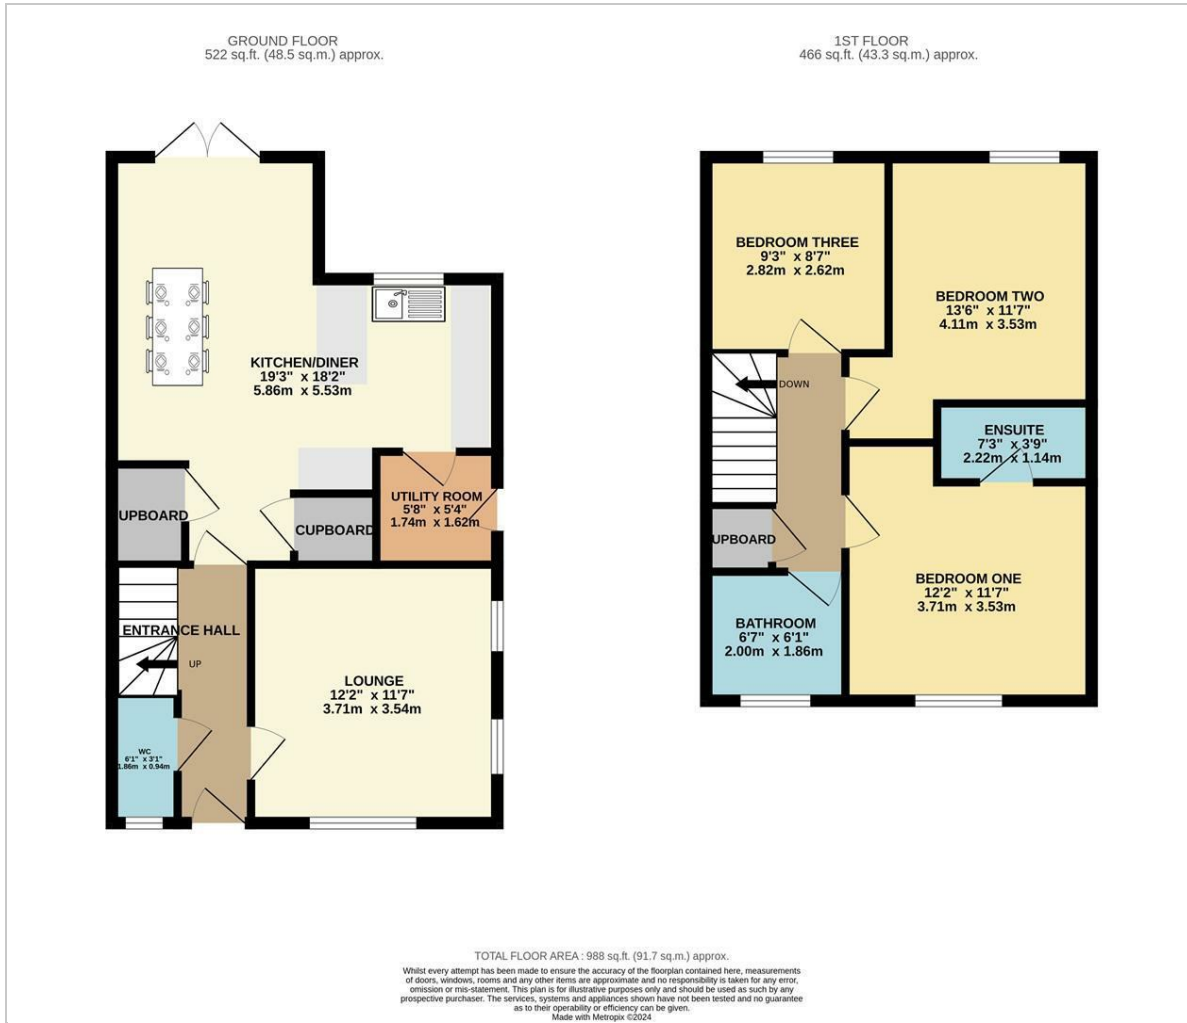 GROUND FLOOR
522 sq.ft. (48.5 sq.m.) approx.
1ST FLOOR
466 sq.ft. (43.3 sq.m.) approx.
KITCHEN/DINER
19'3" x 18'2"
5.86m x 5.53m
UPBOARD
CUPBOARD
UTILITY ROOM
5'8" x 5'4"
1.74m x 1.62m
ENTRANCE HALL
UP
LOUNGE
12'2" x 11'7"
3.71m x 3.54m
WC
6'1" x 3'1"
1.86m x 0.94m
BEDROOM THREE
9'3" x 8'7"
2.82m x 2.62m
BEDROOM TWO
13'6" x 11'7"
4.11m x 3.53m
DOWN
ENSUITE
7'3" x 3'9"
2.22m x 1.14m
UPBOARD
BEDROOM ONE
12'2" x 11'7"
3.71m x 3.53m
BATHROOM
6'7" x 6'1"
2.00m x 1.86m
TOTAL FLOOR AREA : 988 sq.ft. (91.7 sq.m.) approx.
Whilst every attempt has been made to ensure the accuracy of the floorplan contained here, measurements
of doors, windows, rooms and any other items are approximate and no responsibility is taken for any error,
omission or mis-statement. This plan is for illustrative purposes only and should be used as such by any
prospective purchaser. The services, systems and appliances shown have not been tested and no guarantee
as to their operability or efficiency can be given.
Made with Metropix ©2024